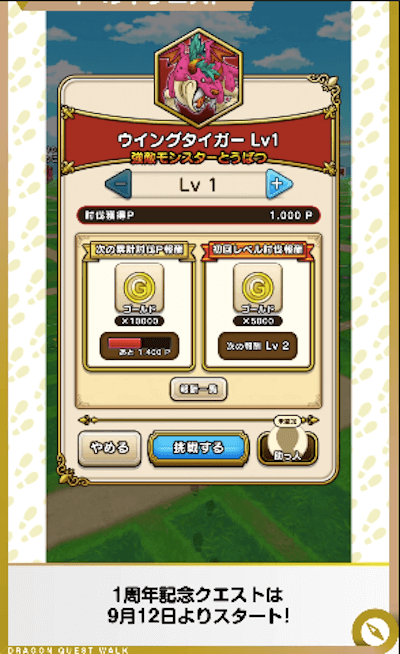 ウイングタイガー Lv1
強敵モンスターとうばつ
Lv 1
討伐獲得P 1,000 P
次の累計討伐P報酬
初回レベル討伐報酬
G
G
ゴールド
ゴールド
×10000
×5000
あと 1,400 P
次の報酬 Lv 2
報酬一覧
やめる
挑戦する
助っ人
1周年記念クエストは
9月12日よりスタート!
DRAGON QUEST WALK